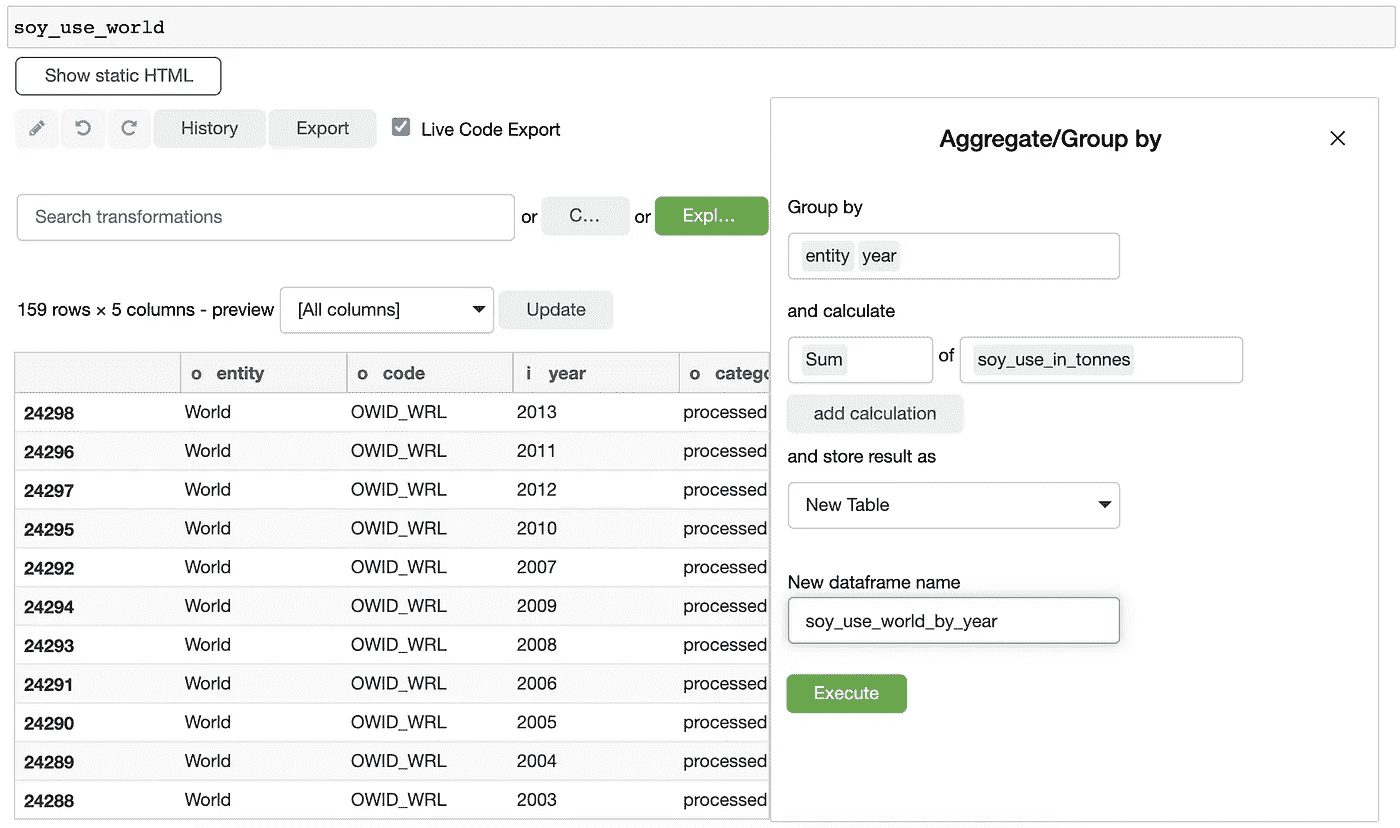 soy_use_world
Show static HTML
History Export Live Code Export
Search transformations or C... or Expl...
159 rows × 5 columns - preview [All columns] Update
o entity o code i year o catego
24298 World OWID_WRL 2013 processed
24296 World OWID_WRL 2011 processed
24297 World OWID_WRL 2012 processed
24295 World OWID_WRL 2010 processed
24292 World OWID_WRL 2007 processed
24294 World OWID_WRL 2009 processed
24293 World OWID_WRL 2008 processed
24291 World OWID_WRL 2006 processed
24290 World OWID_WRL 2005 processed
24289 World OWID_WRL 2004 processed
24288 World OWID_WRL 2003 processed
Aggregate/Group by
Group by
entity year
and calculate
Sum of soy_use_in_tonnes
add calculation
and store result as
New Table
New dataframe name
soy_use_world_by_year
Execute